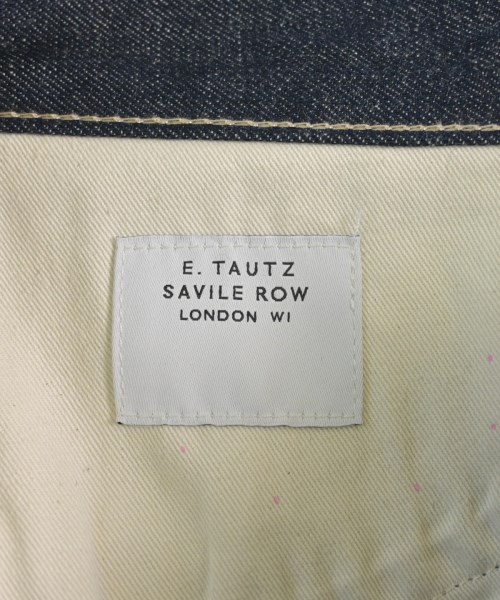 E. TAUTZ
SAVILE ROW
LONDON W1